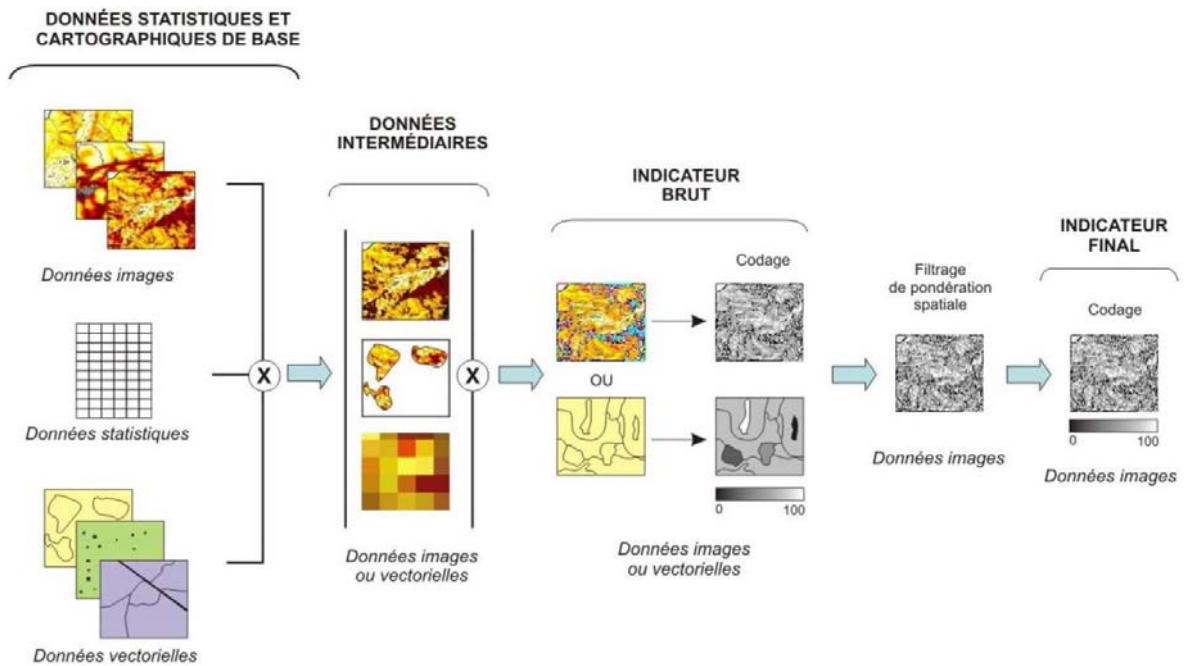 DONNÉES STATISTIQUES ET
CARTOGRAPHIQUES DE BASE
Données images
Données statistiques
Données vectorielles
X
DONNÉES
INTERMÉDIAIRES
X
Données images
ou vectorielles
INDICATEUR
BRUT
Codage
OU
0 100
Données images
ou vectorielles
Filtrage
de pondération
spatiale
Données images
INDICATEUR
FINAL
Codage
0 100
Données images